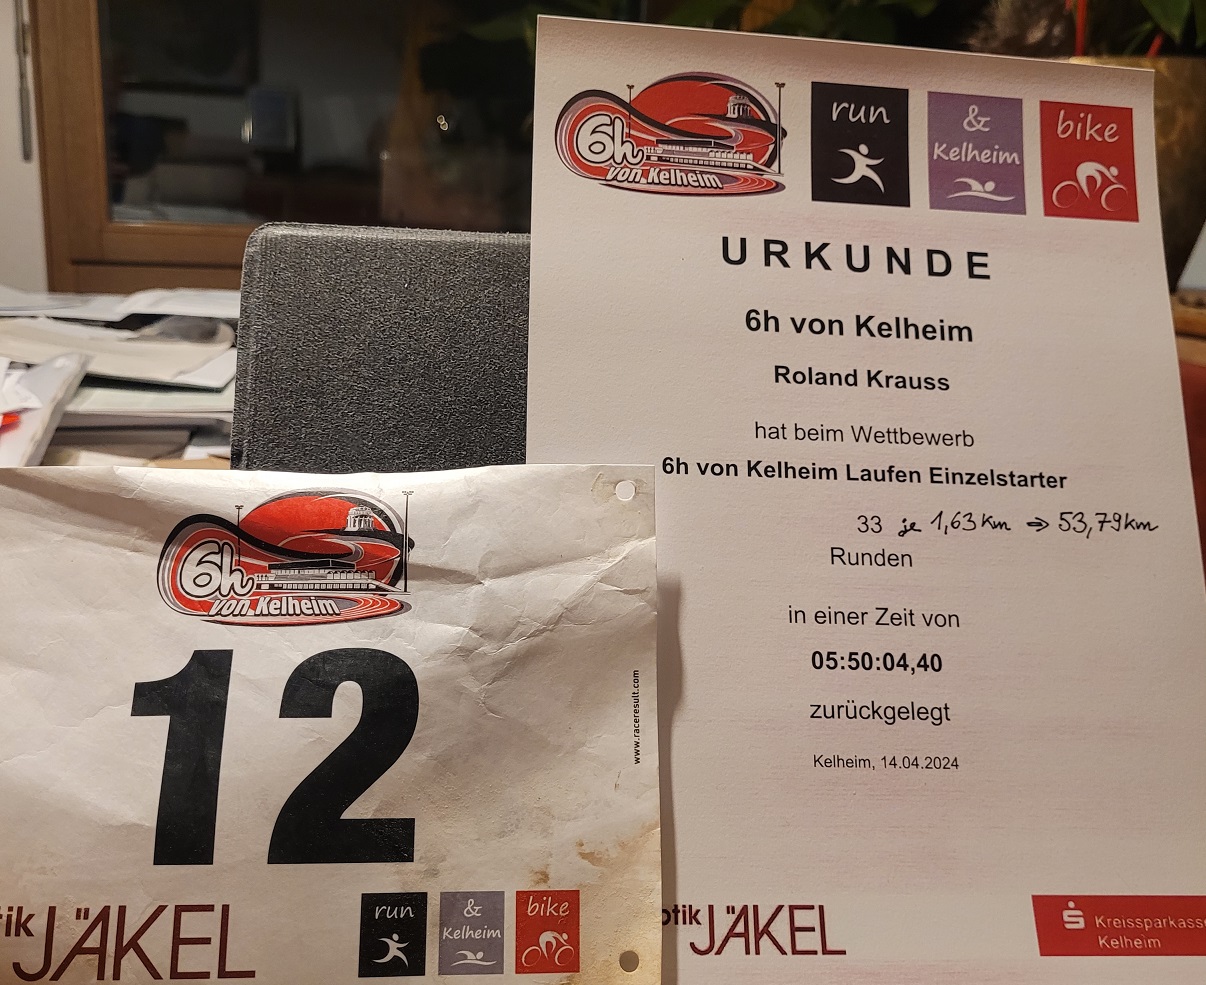 6h
von Kelheim
run
&
Kelheim
bike
URKUNDE
6h von Kelheim
Roland Krauss
hat beim Wettbewerb
6h von Kelheim Laufen Einzelstarter
33 je 1,63 km ⇒ 53,79 km
Runden
in einer Zeit von
05:50:04,40
zurückgelegt
Kelheim, 14.04.2024
ptik JÄKEL
Kreissparkasse
Kelheim
6h
von Kelheim
12
www.raceresult.com
tik JÄKEL
run
&
Kelheim
bike